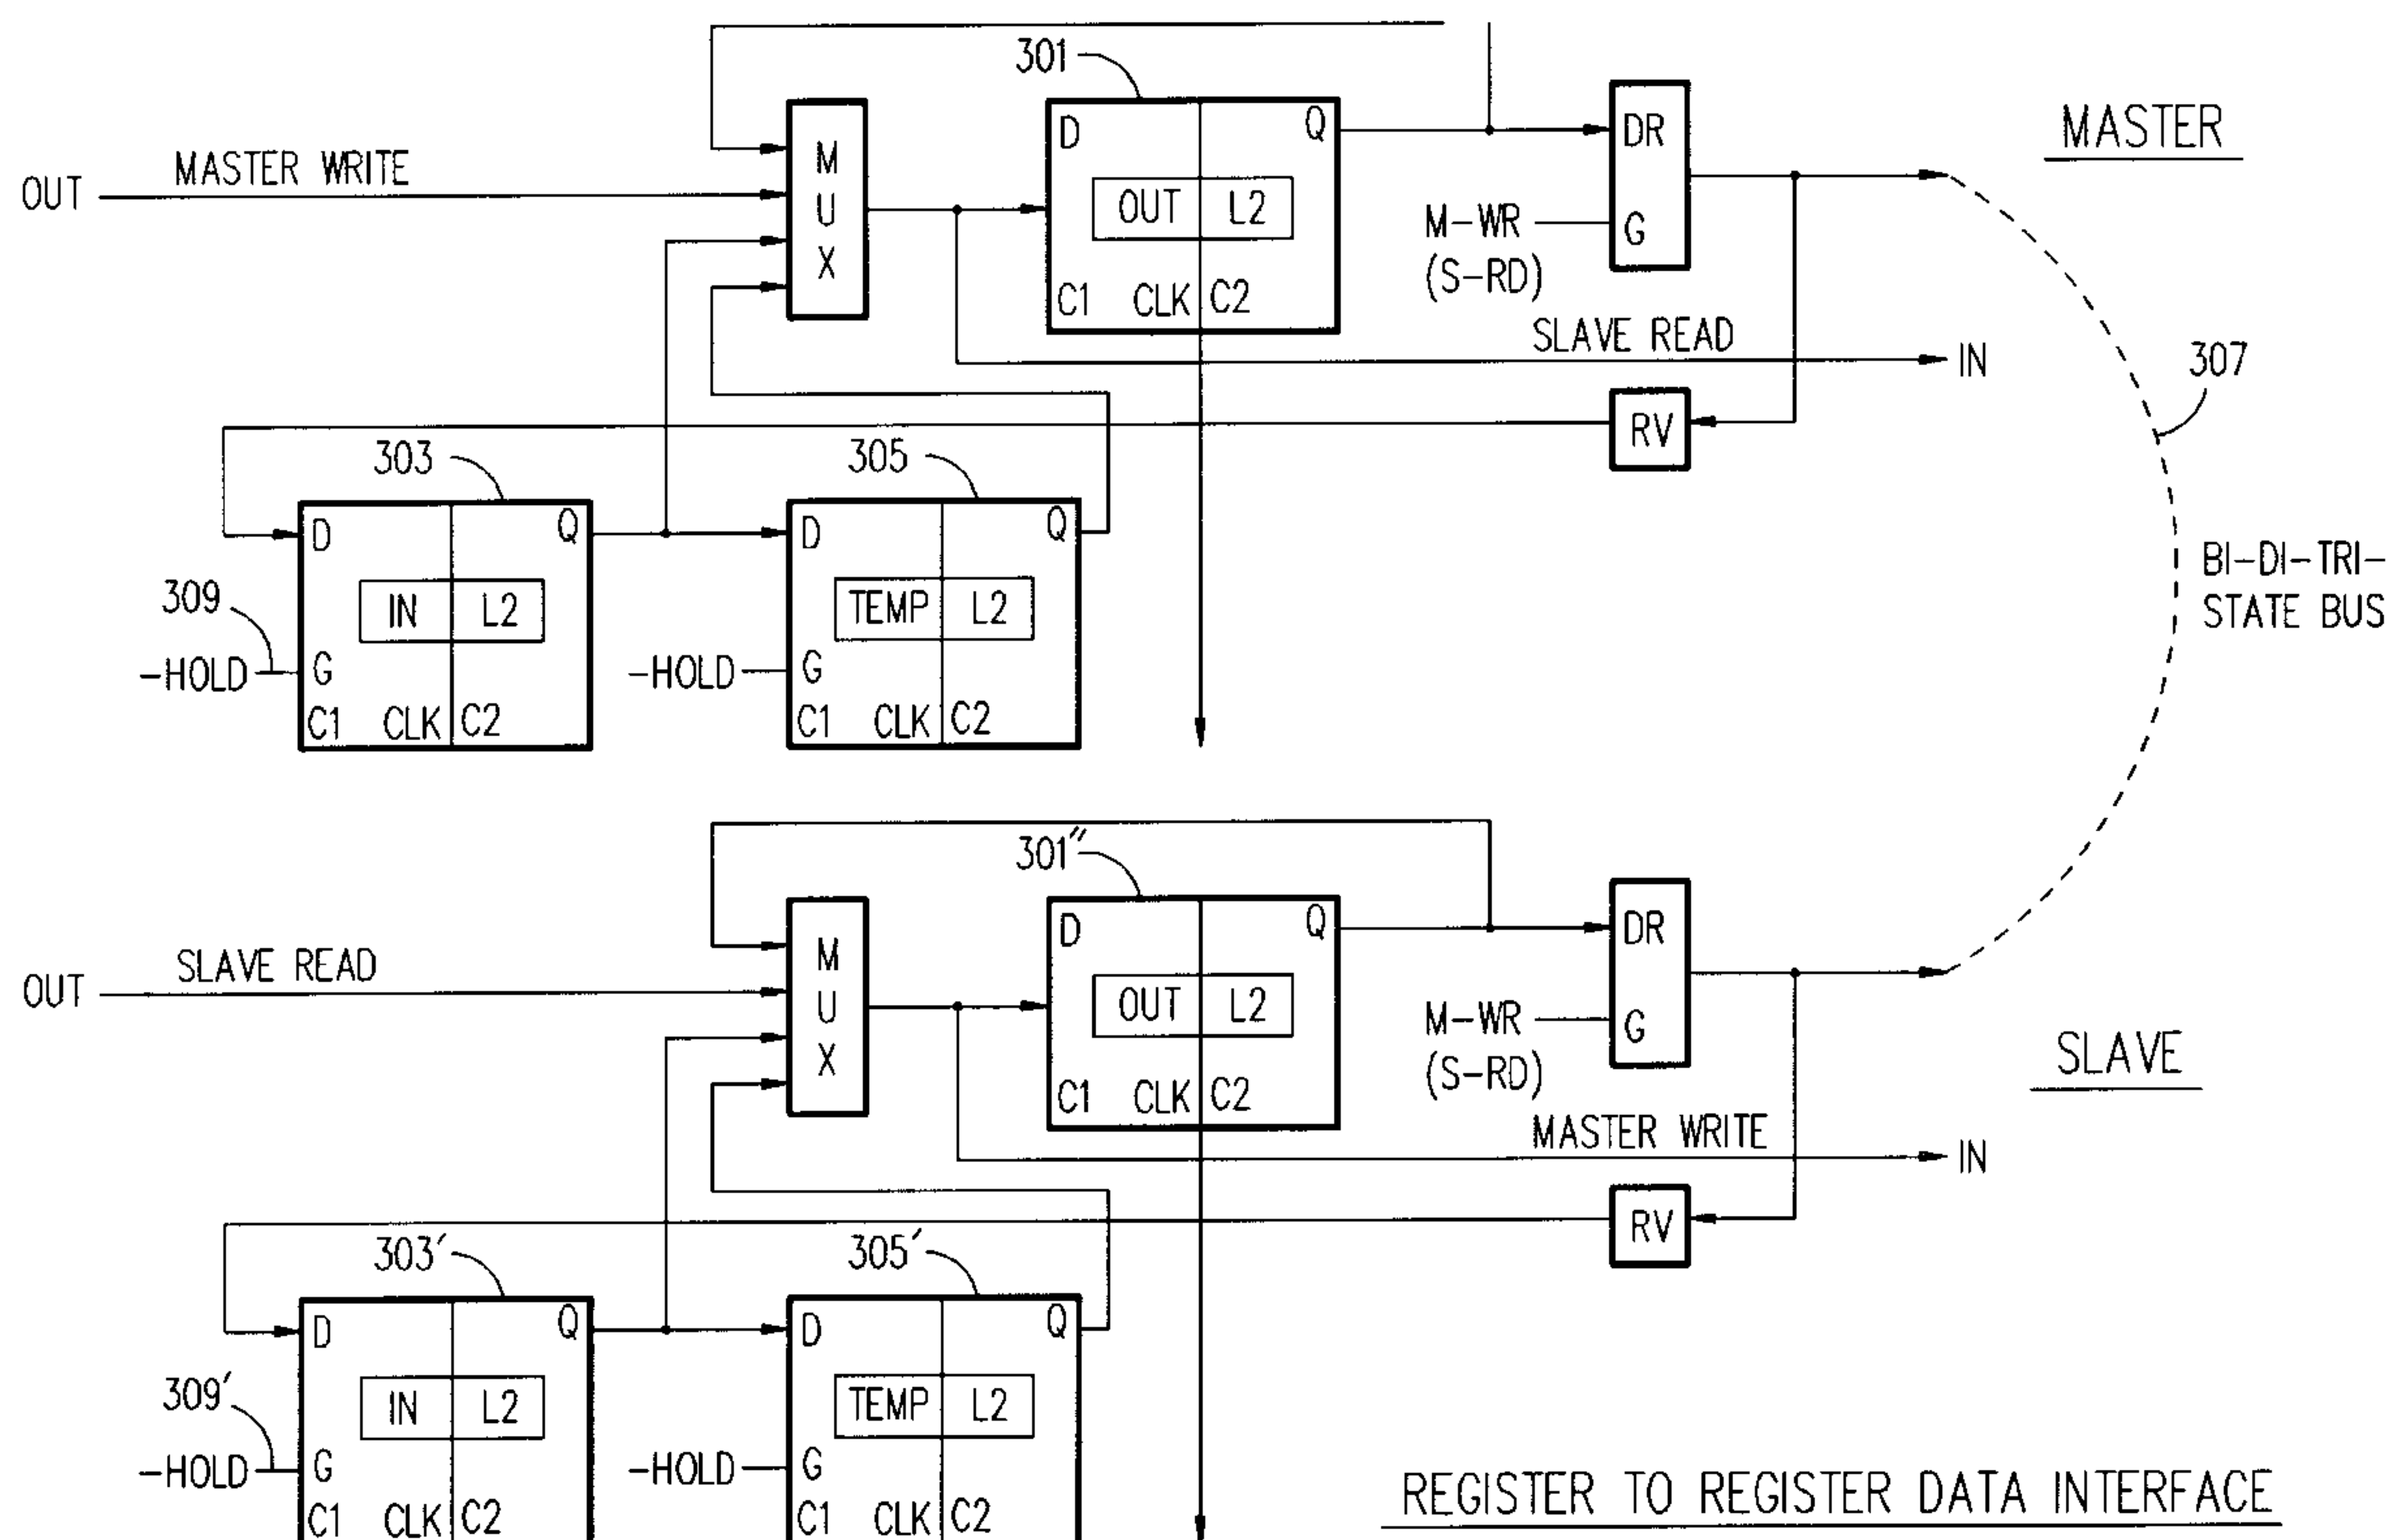 301
D
Q
DR
MASTER
M
U
X
MASTER WRITE
OUT
OUT L2
M-WR
(S-RD)
G
C1 CLK C2
SLAVE READ
IN
307
RV
303
305
D
Q
D
Q
BI-DI-TRI-
STATE BUS
309
IN L2
TEMP L2
-HOLD
G
-HOLD
G
C1 CLK C2
C1 CLK C2
301″
D
Q
DR
M
U
X
SLAVE READ
OUT
OUT L2
M-WR
(S-RD)
G
SLAVE
C1 CLK C2
MASTER WRITE
IN
RV
303′
305′
D
Q
D
Q
309′
IN L2
TEMP L2
-HOLD
G
-HOLD
G
C1 CLK C2
C1 CLK C2
REGISTER TO REGISTER DATA INTERFACE